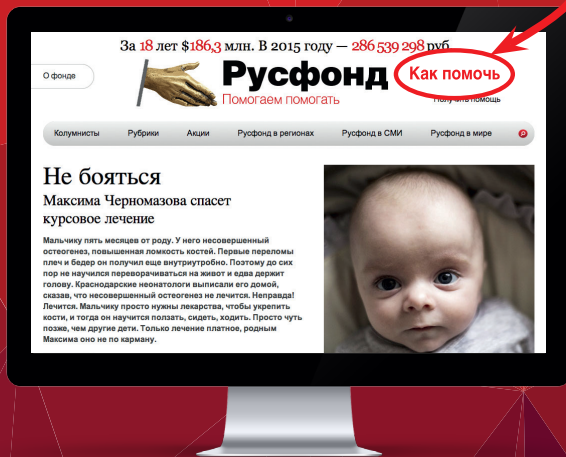 За 18 лет $186,3 млн. В 2015 году — 286 539 298 руб
О фонде
Русфонд
Как помочь
Помогаем помогать
Получить помощь
Колумнисты Рубрики Акции Русфонд в регионах Русфонд в СМИ Русфонд в мире
Не бояться
Максима Черномазова спасет
курсовое лечение
Мальчику пять месяцев от роду. У него несовершенный
остеогенез, повышенная ломкость костей. Первые переломы
плеч и бедер он получил еще внутриутробно. Поэтому до сих
пор не научился переворачиваться на живот и едва держит
голову. Краснодарские неонатологи выписали его домой,
сказав, что несовершенный остеогенез не лечится. Неправда!
Лечится. Мальчику просто нужны лекарства, чтобы укрепить
кости, и тогда он научится ползать, сидеть, ходить. Просто чуть
позже, чем другие дети. Только лечение платное, родным
Максима оно не по карману.